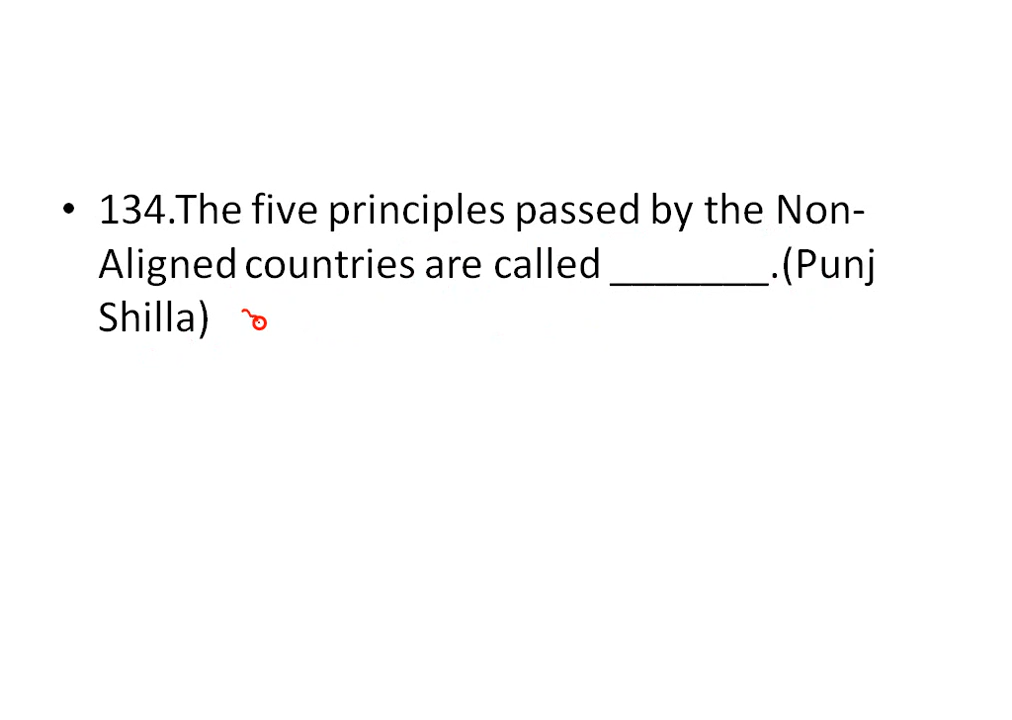 • 134.The five principles passed by the Non-
Aligned countries are called _______.(Punj
Shilla)